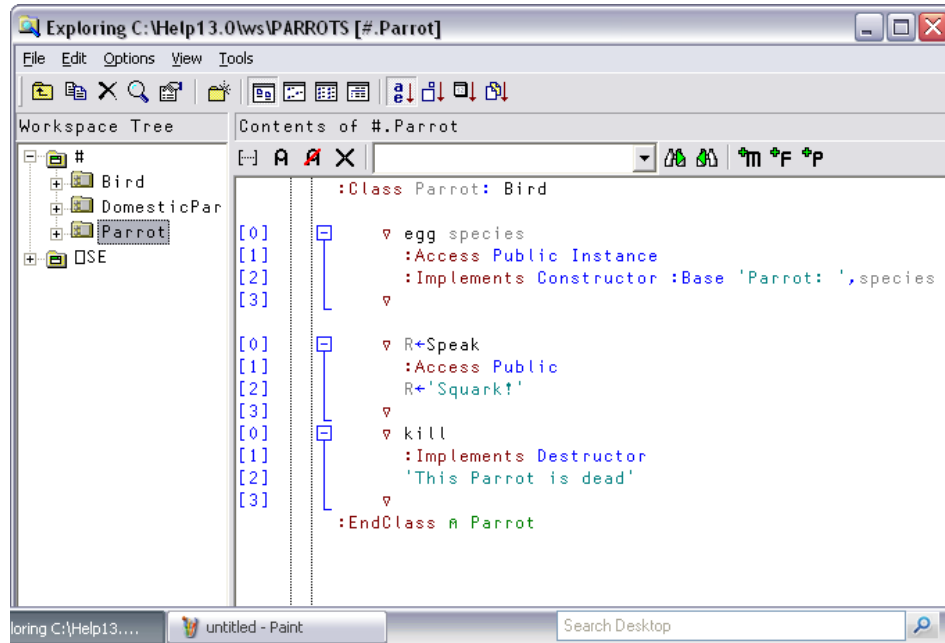 Exploring C:\Help13.0\ws\PARROTS [#.Parrot]
File Edit Options View Tools
Workspace Tree
Contents of #.Parrot
#
Bird
DomesticPar
Parrot
⎕SE
:Class Parrot: Bird
[0] ∇ egg species
[1] :Access Public Instance
[2] :Implements Constructor :Base 'Parrot: ',species
[3] ∇
[0] ∇ R←Speak
[1] :Access Public
[2] R←'Squark!'
[3] ∇
[0] ∇ kill
[1] :Implements Destructor
[2] 'This Parrot is dead'
[3] ∇
:EndClass ⍝ Parrot
loring C:\Help13....
untitled - Paint
Search Desktop